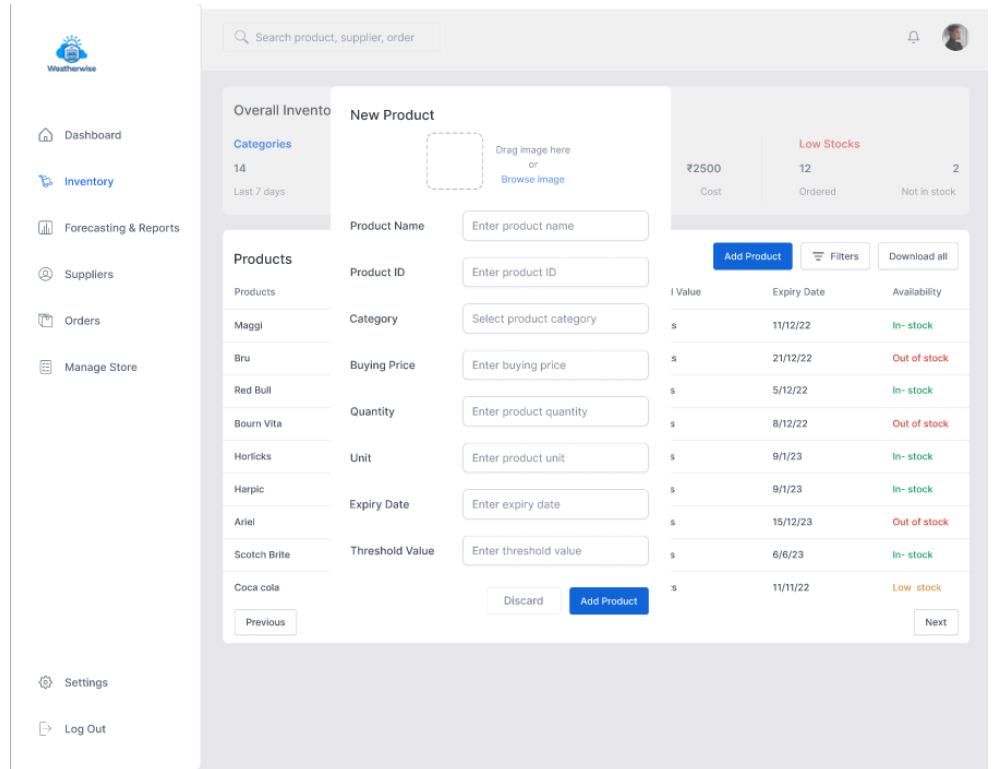 Weatherwise
Dashboard
Inventory
Forecasting & Reports
Suppliers
Orders
Manage Store
Settings
Log Out
Search product, supplier, order
Overall Invento
Categories
14
Last 7 days
₹2500
Cost
Low Stocks
12 2
Ordered Not in stock
New Product
Drag image here
or
Browse image
Product Name Enter product name
Product ID Enter product ID
Category Select product category
Buying Price Enter buying price
Quantity Enter product quantity
Unit Enter product unit
Expiry Date Enter expiry date
Threshold Value Enter threshold value
Discard Add Product
Products
Add Product Filters Download all
Products Value Expiry Date Availability
Maggi s 11/12/22 In- stock
Bru s 21/12/22 Out of stock
Red Bull s 5/12/22 In- stock
Bourn Vita s 8/12/22 Out of stock
Horlicks s 9/1/23 In- stock
Harpic s 9/1/23 In- stock
Ariel s 15/12/23 Out of stock
Scotch Brite s 6/6/23 In- stock
Coca cola s 11/11/22 Low stock
Previous Next